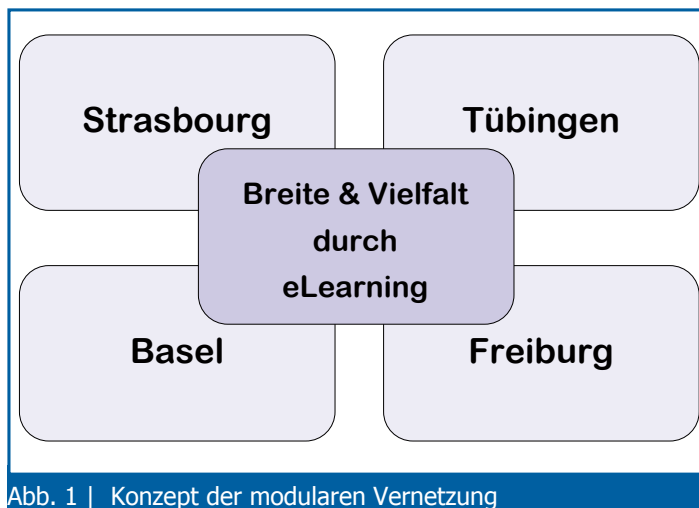 Strasbourg
Tübingen
Breite & Vielfalt
durch
eLearning
Basel
Freiburg
Abb. 1 | Konzept der modularen Vernetzung